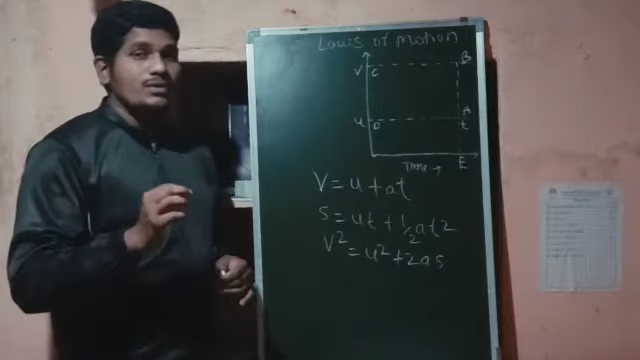 Laws of Motion
V C B
u D A
t
Time → E
V = u + at
s = ut + 1/2 at2
V² = u² + 2as